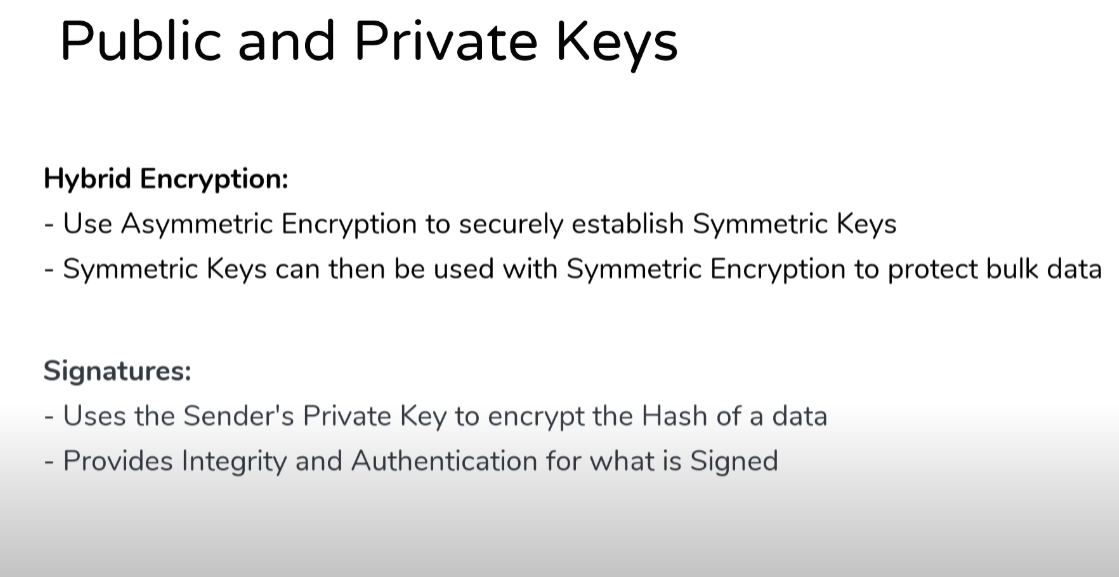 Public and Private Keys
Hybrid Encryption:
- Use Asymmetric Encryption to securely establish Symmetric Keys
- Symmetric Keys can then be used with Symmetric Encryption to protect bulk data
Signatures:
- Uses the Sender's Private Key to encrypt the Hash of a data
- Provides Integrity and Authentication for what is Signed